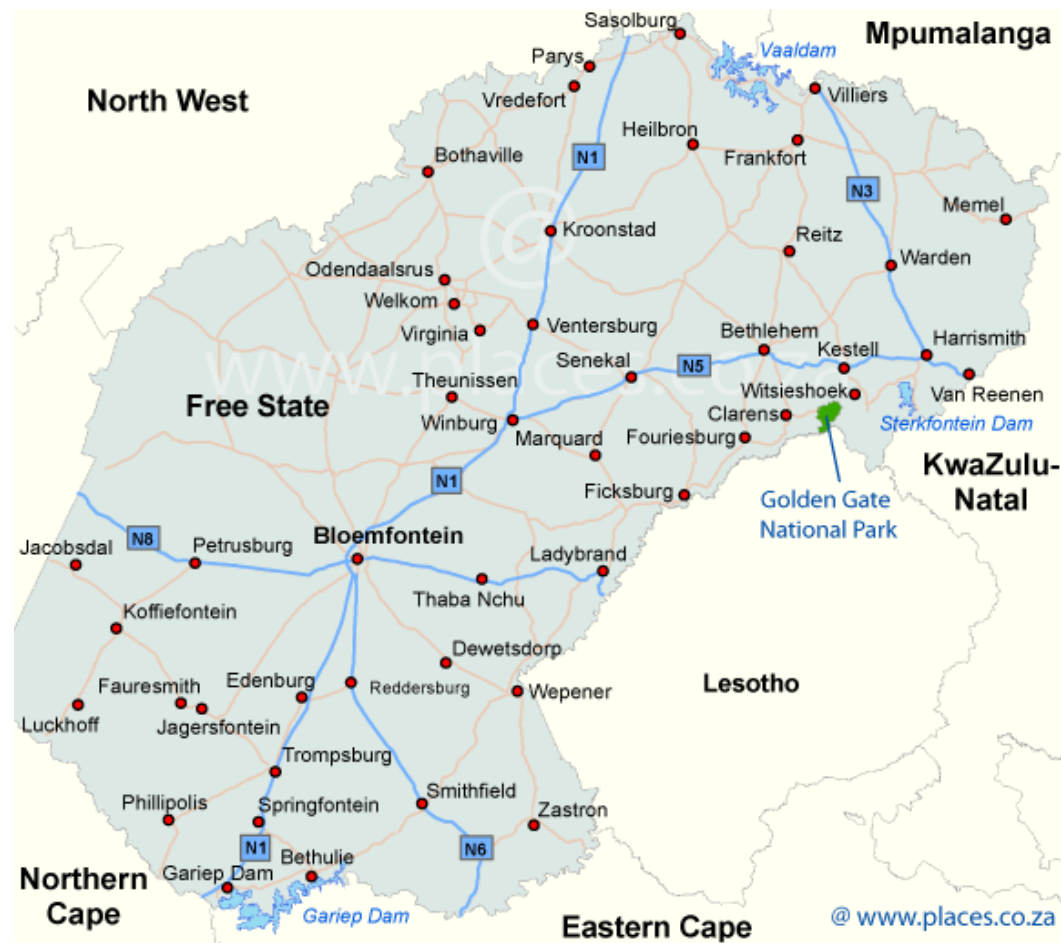 Sasolburg
Mpumalanga
Parys
Vaaldam
North West
Vredefort
Villiers
Heilbron
Bothaville
N1
Frankfort
N3
Memel
@
Kroonstad
Reitz
Odendaalsrus
Warden
Welkom
Virginia
Ventersburg
Bethlehem
Harrismith
Senekal
N5
Kestell
www.places.co.za
Theunissen
Witsieshoek
Van Reenen
Free State
Winburg
Clarens
Sterkfontein Dam
Marquard
Fouriesburg
KwaZulu-
Natal
N1
Ficksburg
Golden Gate
National Park
N8
Bloemfontein
Jacobsdal
Petrusburg
Ladybrand
Thaba Nchu
Koffiefontein
Dewetsdorp
Fauresmith
Edenburg
Reddersburg
Wepener
Lesotho
Luckhoff
Jagersfontein
Trompsburg
Phillipolis
Springfontein
Smithfield
Zastron
N1
N6
Gariep Dam
Bethulie
Northern
Cape
Gariep Dam
Eastern Cape
@ www.places.co.za